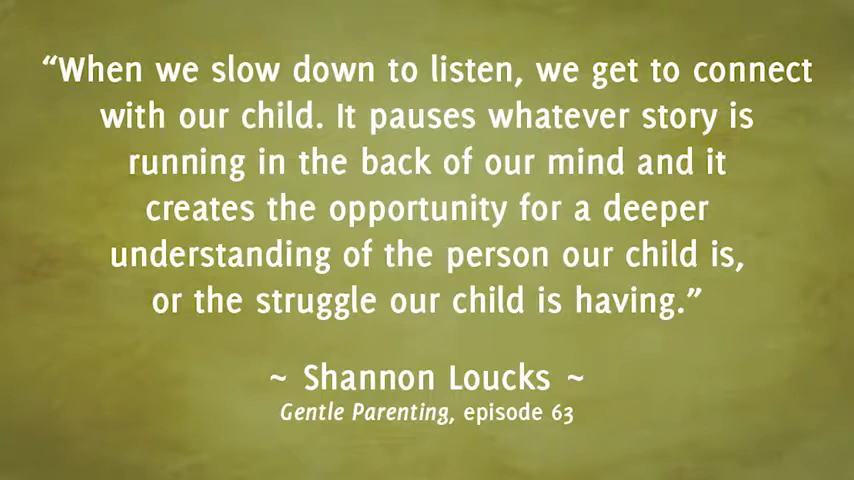 “When we slow down to listen, we get to connect
with our child. It pauses whatever story is
running in the back of our mind and it
creates the opportunity for a deeper
understanding of the person our child is,
or the struggle our child is having.”
~ Shannon Loucks ~
Gentle Parenting, episode 63